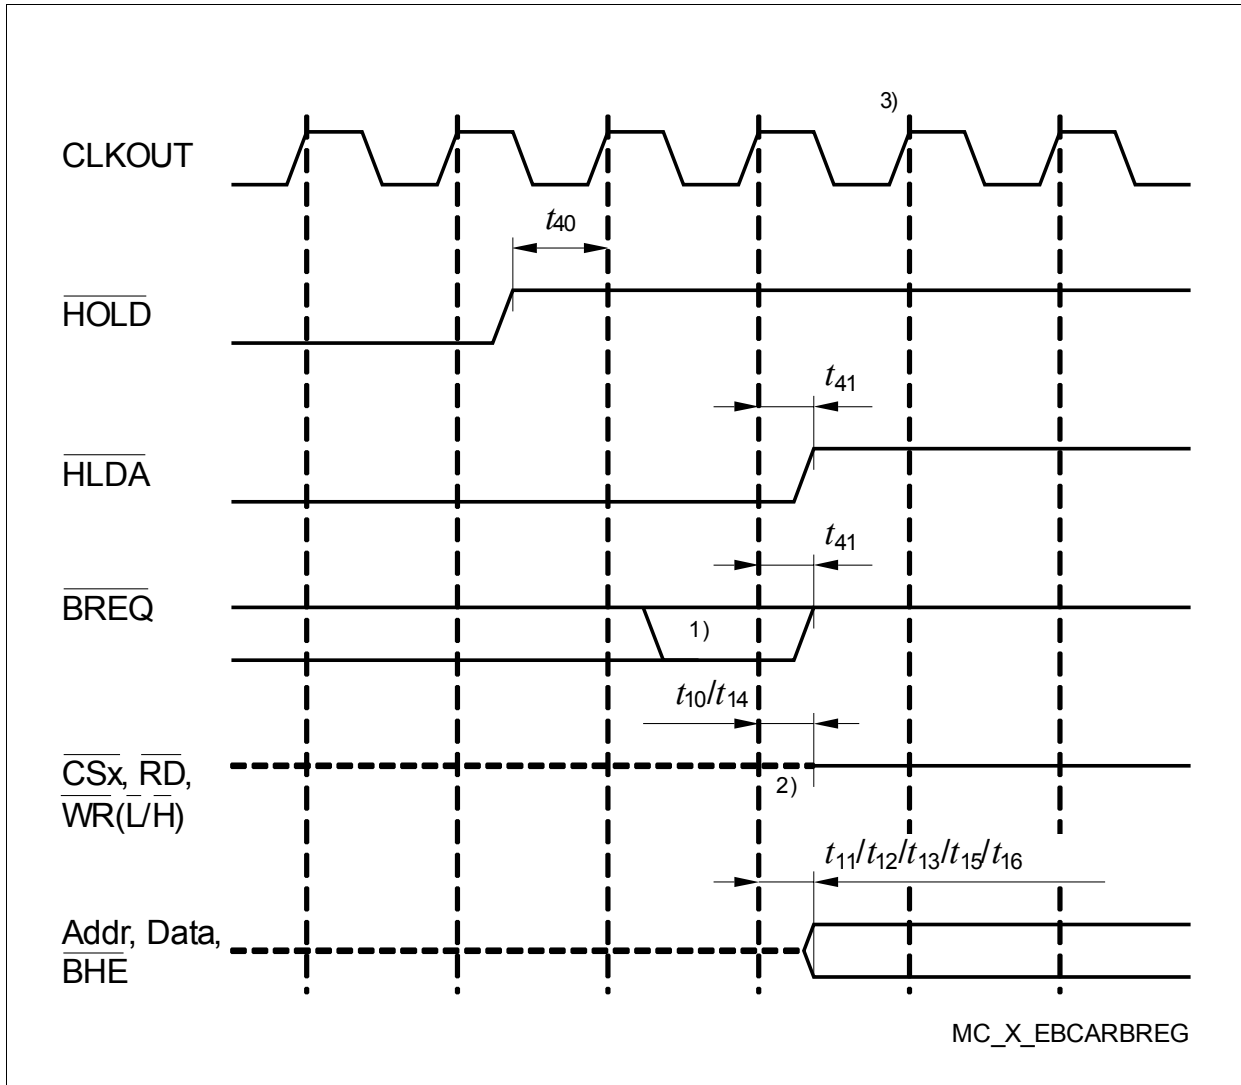 3)
CLKOUT
t40
HOLD
t41
HLDA
t41
BREQ
1)
t10/t14
CSx, RD,
2)
WR(L/H)
t11/t12/t13/t15/t16
Addr, Data,
BHE
MC_X_EBCARBREG